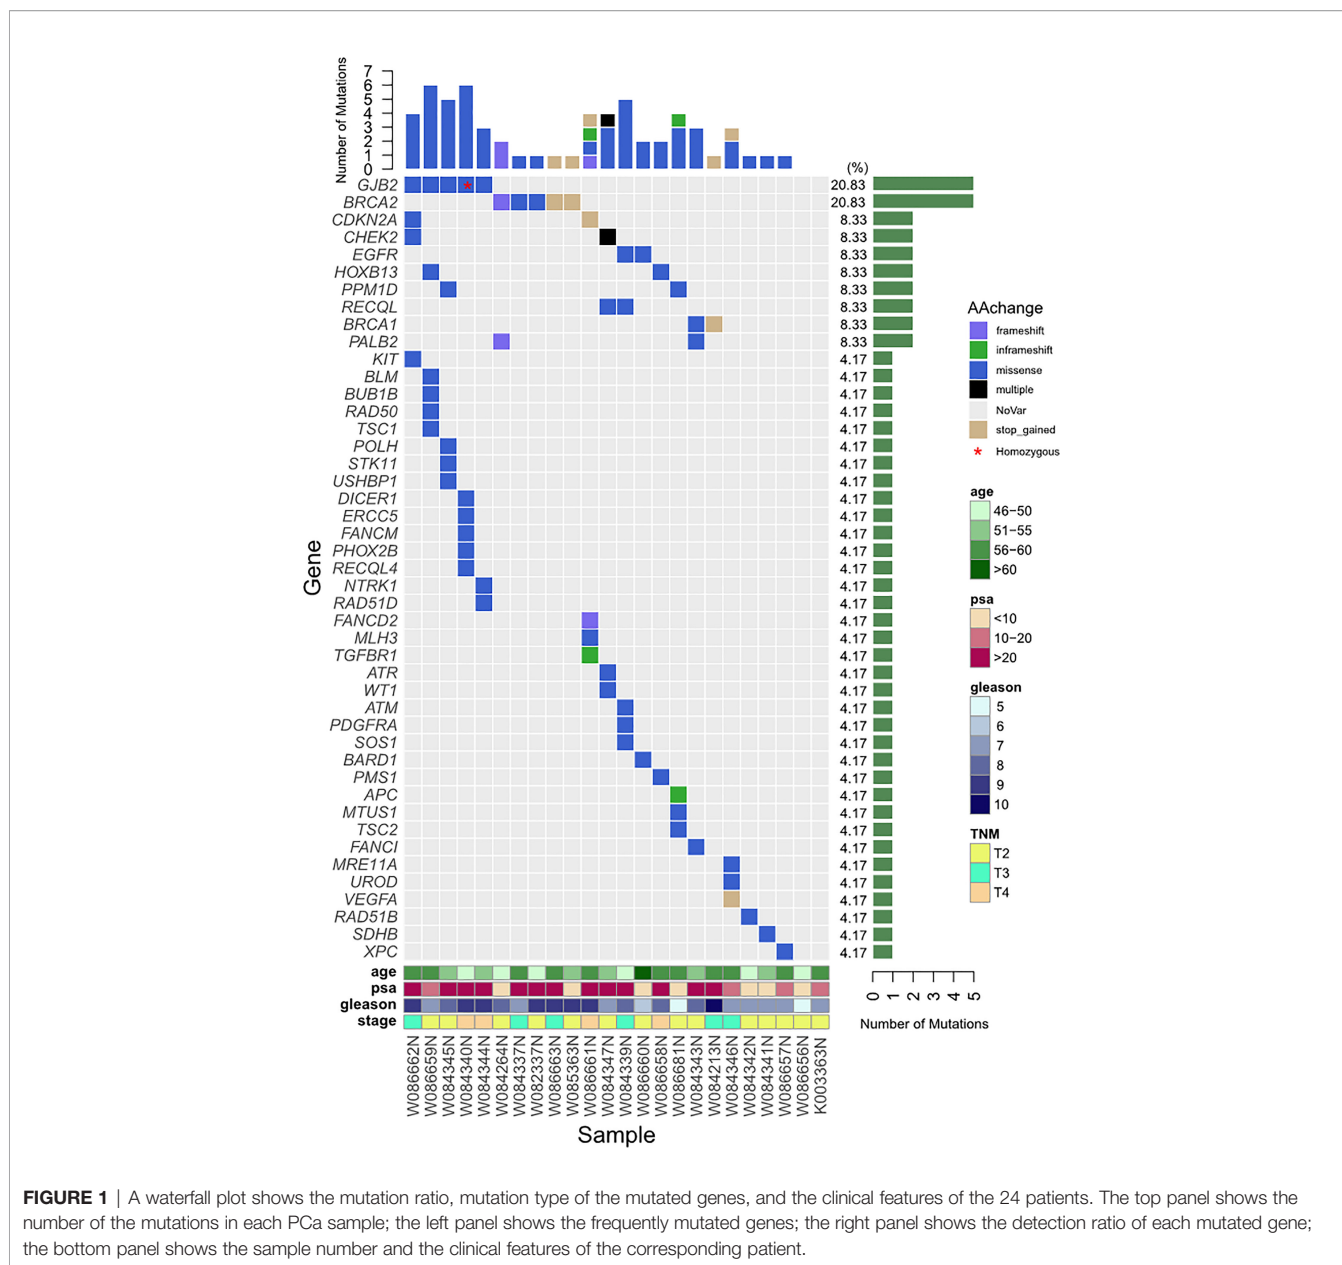 Number of Mutations
7
6
5
4
3
2
1
0
(%)
GJB2 20.83
BRCA2 20.83
CDKN2A 8.33
CHEK2 8.33
EGFR 8.33
HOXB13 8.33
PPM1D 8.33
RECQL 8.33
BRCA1 8.33
PALB2 8.33
KIT 4.17
BLM 4.17
BUB1B 4.17
RAD50 4.17
TSC1 4.17
POLH 4.17
STK11 4.17
USHBP1 4.17
DICER1 4.17
ERCC5 4.17
FANCM 4.17
PHOX2B 4.17
RECQL4 4.17
NTRK1 4.17
RAD51D 4.17
FANCD2 4.17
MLH3 4.17
TGFBR1 4.17
ATR 4.17
WT1 4.17
ATM 4.17
PDGFRA 4.17
SOS1 4.17
BARD1 4.17
PMS1 4.17
APC 4.17
MTUS1 4.17
TSC2 4.17
FANCI 4.17
MRE11A 4.17
UROD 4.17
VEGFA 4.17
RAD51B 4.17
SDHB 4.17
XPC 4.17
Gene
age
psa
gleason
stage
0 1 2 3 4 5
Number of Mutations
W086662N
W086659N
W084345N
W084340N
W084344N
W084264N
W084337N
W082337N
W086663N
W085363N
W086661N
W084347N
W084339N
W086660N
W086658N
W086681N
W084343N
W084213N
W084346N
W084342N
W084341N
W086657N
W086656N
K003363N
Sample
AAchange
frameshift
inframeshift
missense
multiple
NoVar
stop_gained
* Homozygous
age
46−50
51−55
56−60
>60
psa
<10
10−20
>20
gleason
5
6
7
8
9
10
TNM
T2
T3
T4
FIGURE 1 | A waterfall plot shows the mutation ratio, mutation type of the mutated genes, and the clinical features of the 24 patients. The top panel shows the
number of the mutations in each PCa sample; the left panel shows the frequently mutated genes; the right panel shows the detection ratio of each mutated gene;
the bottom panel shows the sample number and the clinical features of the corresponding patient.